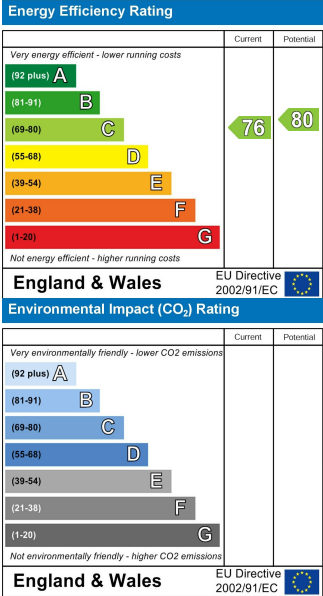 Energy Efficiency Rating
Current Potential
Very energy efficient - lower running costs
(92 plus) A
(81-91) B
(69-80) C
76 80
(55-68) D
(39-54) E
(21-38) F
(1-20) G
Not energy efficient - higher running costs
England & Wales
EU Directive
2002/91/EC
Environmental Impact (CO₂) Rating
Current Potential
Very environmentally friendly - lower CO2 emissions
(92 plus) A
(81-91) B
(69-80) C
(55-68) D
(39-54) E
(21-38) F
(1-20) G
Not environmentally friendly - higher CO2 emissions
England & Wales
EU Directive
2002/91/EC